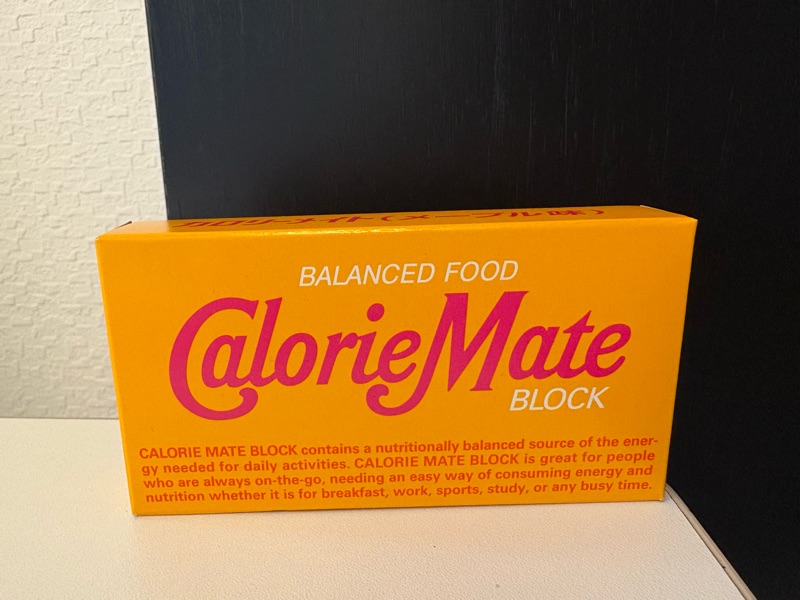 カロリーメイト(メープル味)
BALANCED FOOD
CalorieMate
BLOCK
CALORIE MATE BLOCK contains a nutritionally balanced source of the ener-
gy needed for daily activities. CALORIE MATE BLOCK is great for people
who are always on-the-go, needing an easy way of consuming energy and
nutrition whether it is for breakfast, work, sports, study, or any busy time.